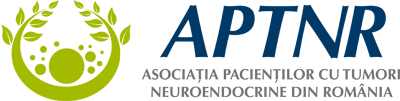 APTNR
ASOCIAȚIA PACIENȚILOR CU TUMORI
NEUROENDOCRINE DIN ROMÂNIA